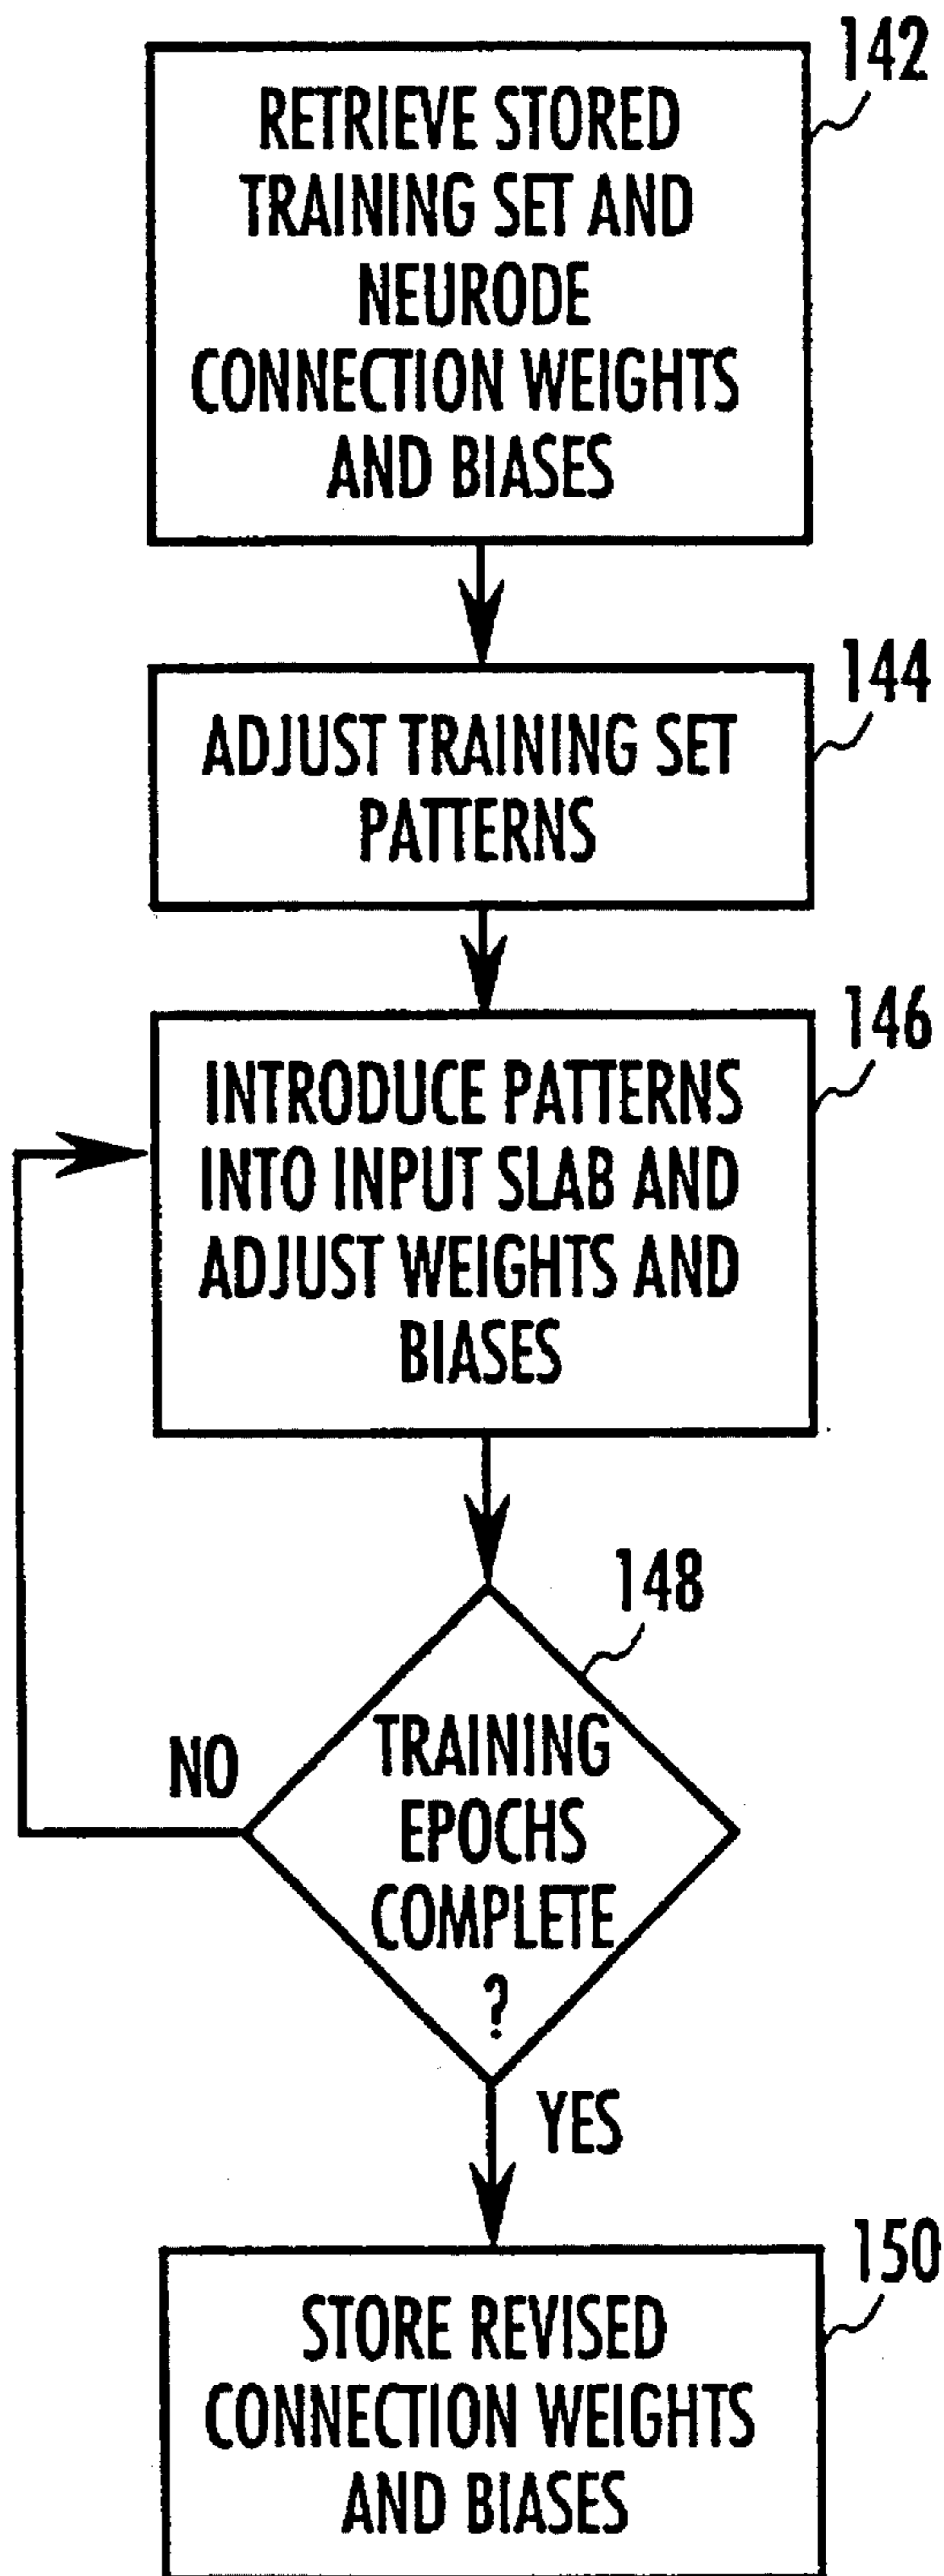 142
RETRIEVE STORED
TRAINING SET AND
NEURODE
CONNECTION WEIGHTS
AND BIASES
144
ADJUST TRAINING SET
PATTERNS
146
INTRODUCE PATTERNS
INTO INPUT SLAB AND
ADJUST WEIGHTS AND
BIASES
148
TRAINING
EPOCHS
COMPLETE
?
NO
YES
150
STORE REVISED
CONNECTION WEIGHTS
AND BIASES